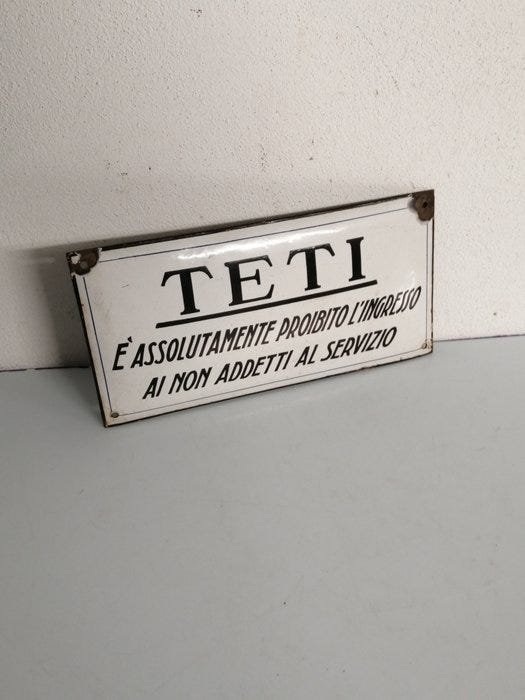 TETI
È ASSOLUTAMENTE PROIBITO L'INGRESSO
AI NON ADDETTI AL SERVIZIO